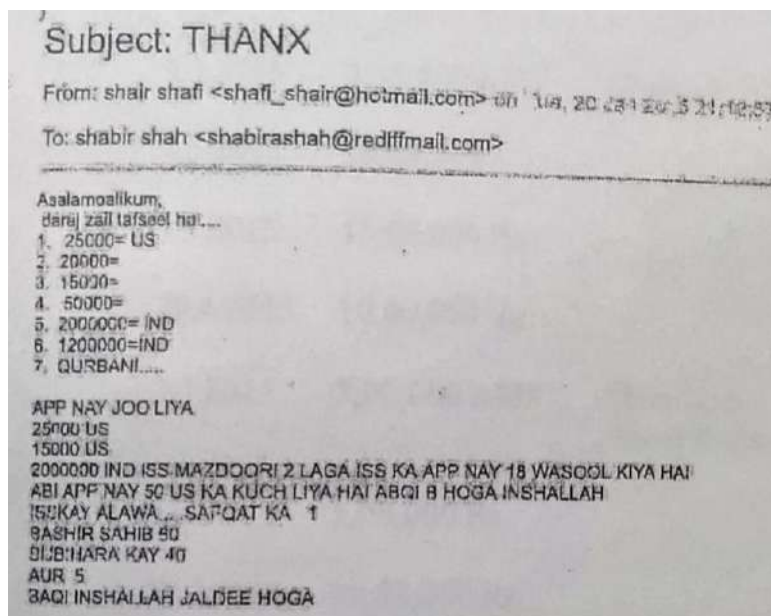 Subject: THANX
From: shair shafi <shafi_shair@hotmail.com> on
To: shabir shah <shabirashah@rediffmail.com>
Asalamoalikum,
daraj zail tafseel hai....
1. 25000= US
2. 20000=
3. 15000=
4. 50000=
5. 2000000= IND
6. 1200000=IND
7. QURBANI.....
APP NAY JOO LIYA
25000 US
15000 US
2000000 IND ISS MAZDOORI 2 LAGA ISS KA APP NAY 18 WASOOL KIYA HAI
ABI APP NAY 50 US KA KUCH LIYA HAI ABQI 8 HOGA INSHALLAH
ISSKAY ALAWA.... SAFQAT KA 1
BASHIR SAHIB
KAY 40
AUR 5
BAQI INSHALLAH JALDEE HOGA